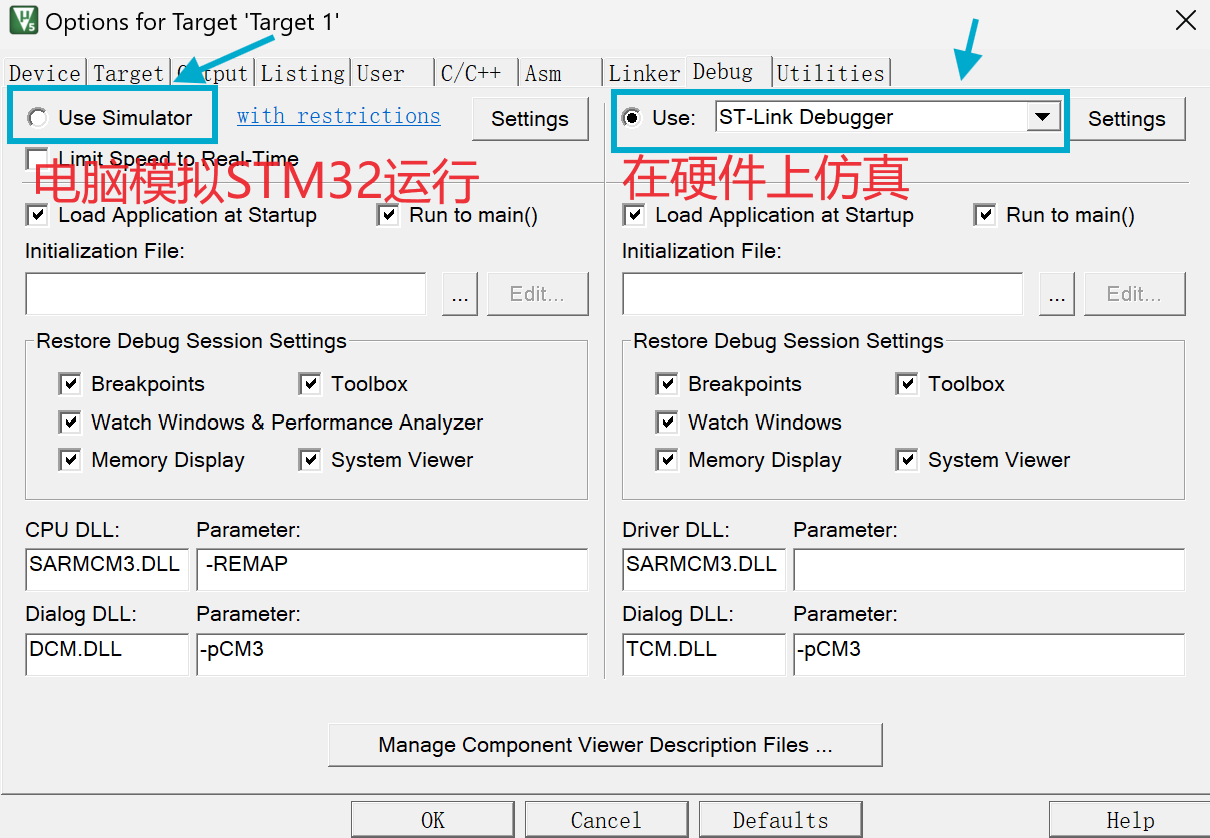 Options for Target 'Target 1'
Device Target Output Listing User C/C++ Asm Linker Debug Utilities
Use Simulator with restrictions Settings
Use: ST-Link Debugger Settings
Limit Speed to Real-Time
电脑模拟STM32运行
在硬件上仿真
Load Application at Startup Run to main()
Load Application at Startup Run to main()
Initialization File:
Initialization File:
... Edit...
... Edit...
Restore Debug Session Settings
Breakpoints Toolbox
Watch Windows & Performance Analyzer
Memory Display System Viewer
Restore Debug Session Settings
Breakpoints Toolbox
Watch Windows
Memory Display System Viewer
CPU DLL: Parameter:
SARMCM3.DLL -REMAP
Dialog DLL: Parameter:
DCM.DLL -pCM3
Driver DLL: Parameter:
SARMCM3.DLL
Dialog DLL: Parameter:
TCM.DLL -pCM3
Manage Component Viewer Description Files ...
OK Cancel Defaults Help